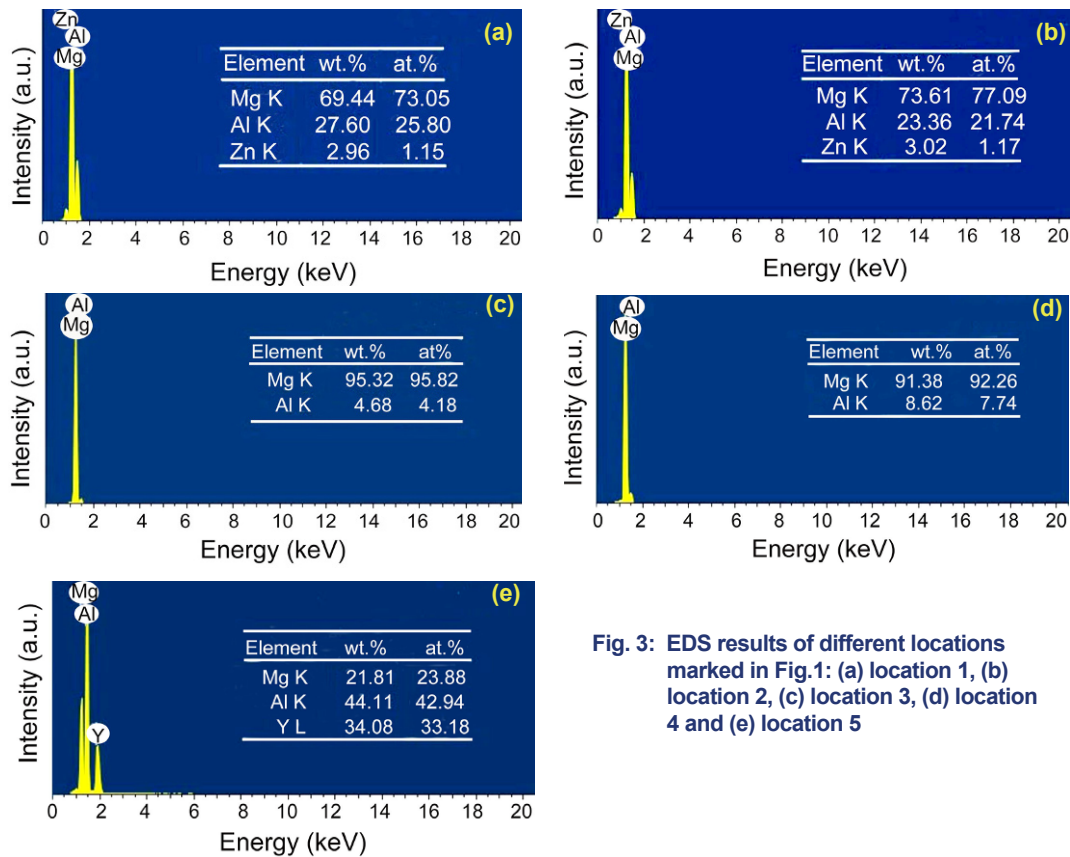 Zn
Al
Mg
(a)
Element wt.% at.%
Mg K 69.44 73.05
Al K 27.60 25.80
Zn K 2.96 1.15
Intensity (a.u.)
0 2 4 6 8 10 12 14 16 18 20
Energy (keV)
Zn
Al
Mg
(b)
Element wt.% at.%
Mg K 73.61 77.09
Al K 23.36 21.74
Zn K 3.02 1.17
Intensity (a.u.)
0 2 4 6 8 10 12 14 16 18 20
Energy (keV)
Al
Mg
(c)
Element wt.% at%
Mg K 95.32 95.82
Al K 4.68 4.18
Intensity (a.u.)
0 2 4 6 8 10 12 14 16 18 20
Energy (keV)
Al
Mg
(d)
Element wt.% at.%
Mg K 91.38 92.26
Al K 8.62 7.74
Intensity (a.u.)
0 2 4 6 8 10 12 14 16 18 20
Energy (keV)
Mg
Al
Y
(e)
Element wt.% at.%
Mg K 21.81 23.88
Al K 44.11 42.94
Y L 34.08 33.18
Intensity (a.u.)
0 2 4 6 8 10 12 14 16 18 20
Energy (keV)
Fig. 3: EDS results of different locations
marked in Fig.1: (a) location 1, (b)
location 2, (c) location 3, (d) location
4 and (e) location 5